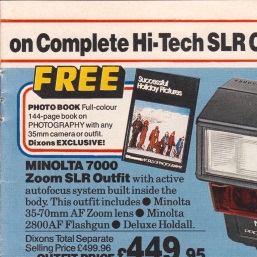 on Complete Hi-Tech SLR
FREE
Successful
Holiday Pictures
PHOTO BOOK Full-colour
144-page book on
PHOTOGRAPHY with any
35mm camera or outfit.
Dixons EXCLUSIVE!
MINOLTA 7000
Zoom SLR Outfit with active
autofocus system built inside the
body. This outfit includes ● Minolta
35-70mm AF Zoom lens ● Minolta
2800AF Flashgun ● Deluxe Holdall.
Dixons Total Separate
Selling Price £499.96
OUTFIT PRICE £449.95